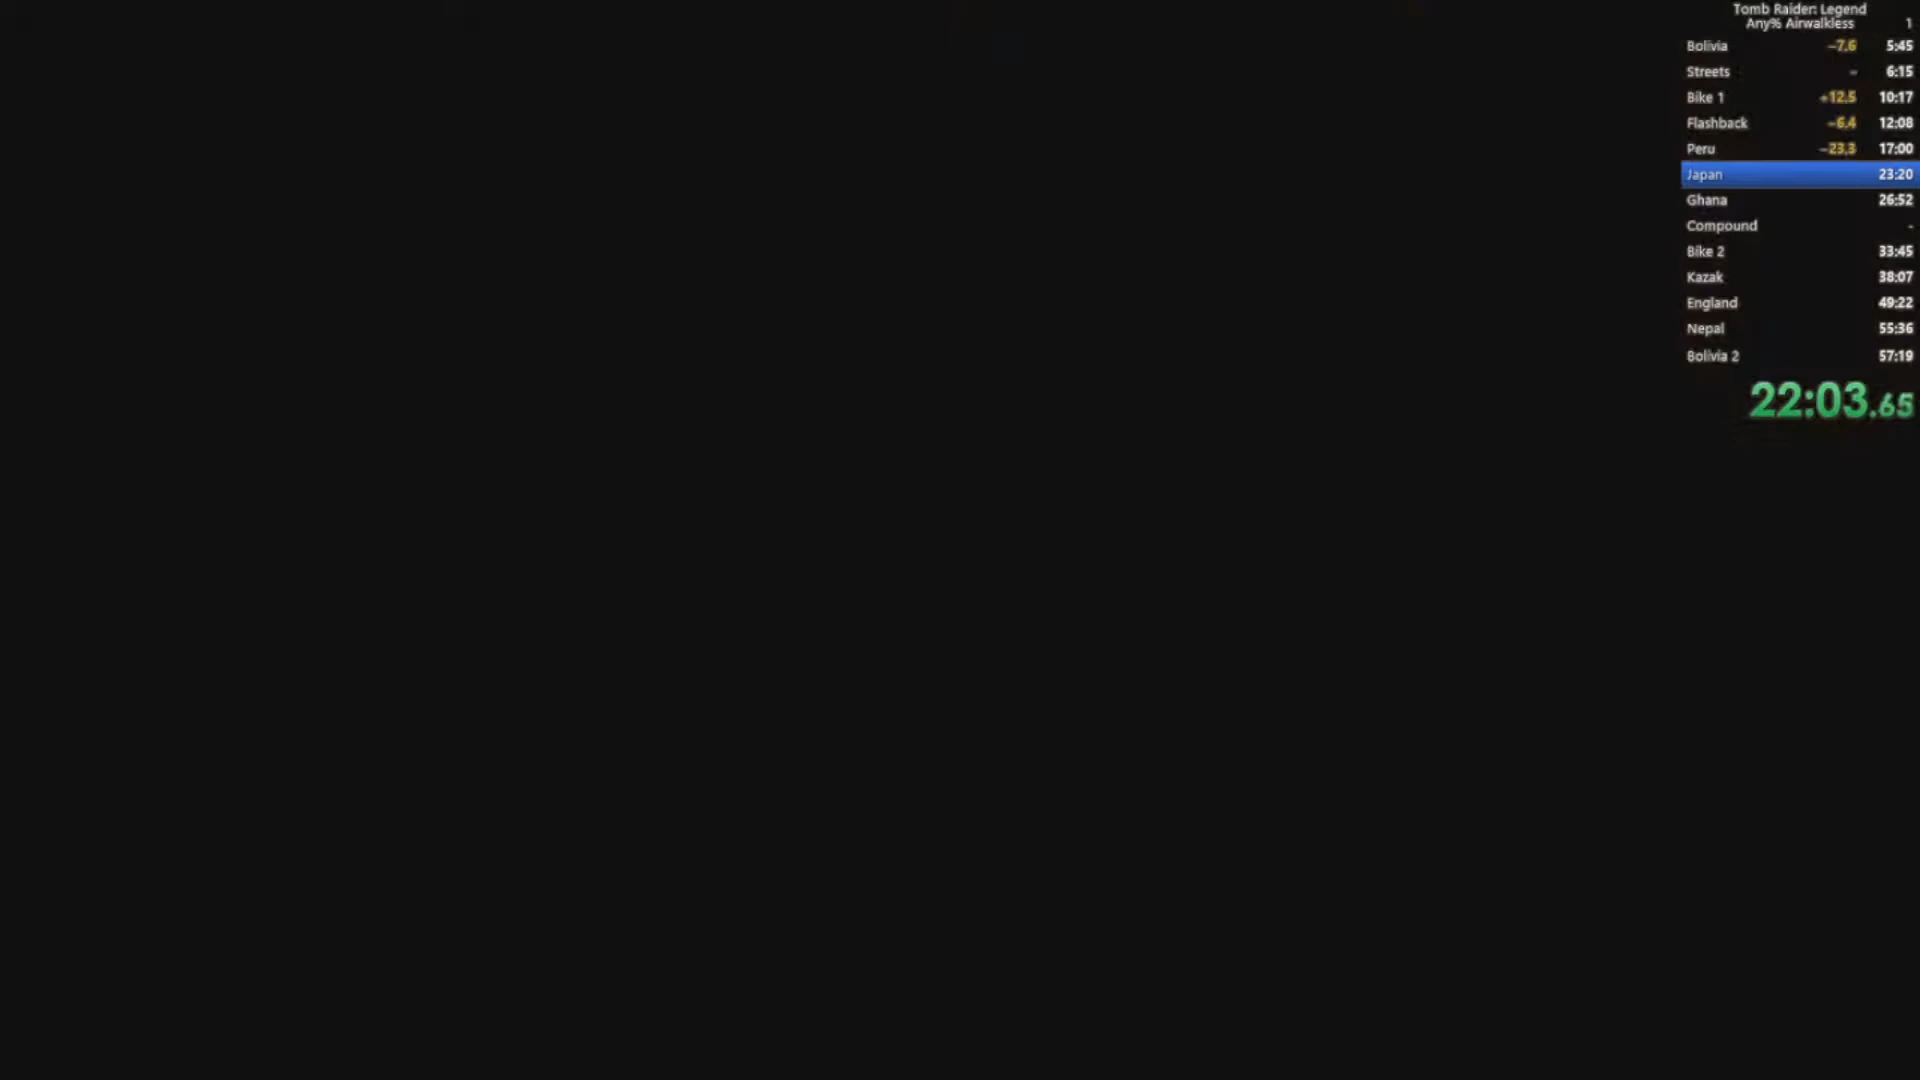 Tomb Raider: Legend
Any% Airwalkless 1
Bolivia −7.6 5:45
Streets - 6:15
Bike 1 +12.5 10:17
Flashback −6.4 12:08
Peru −23.3 17:00
Japan 23:20
Ghana 26:52
Compound -
Bike 2 33:45
Kazak 38:07
England 49:22
Nepal 55:36
Bolivia 2 57:19
22:03.65